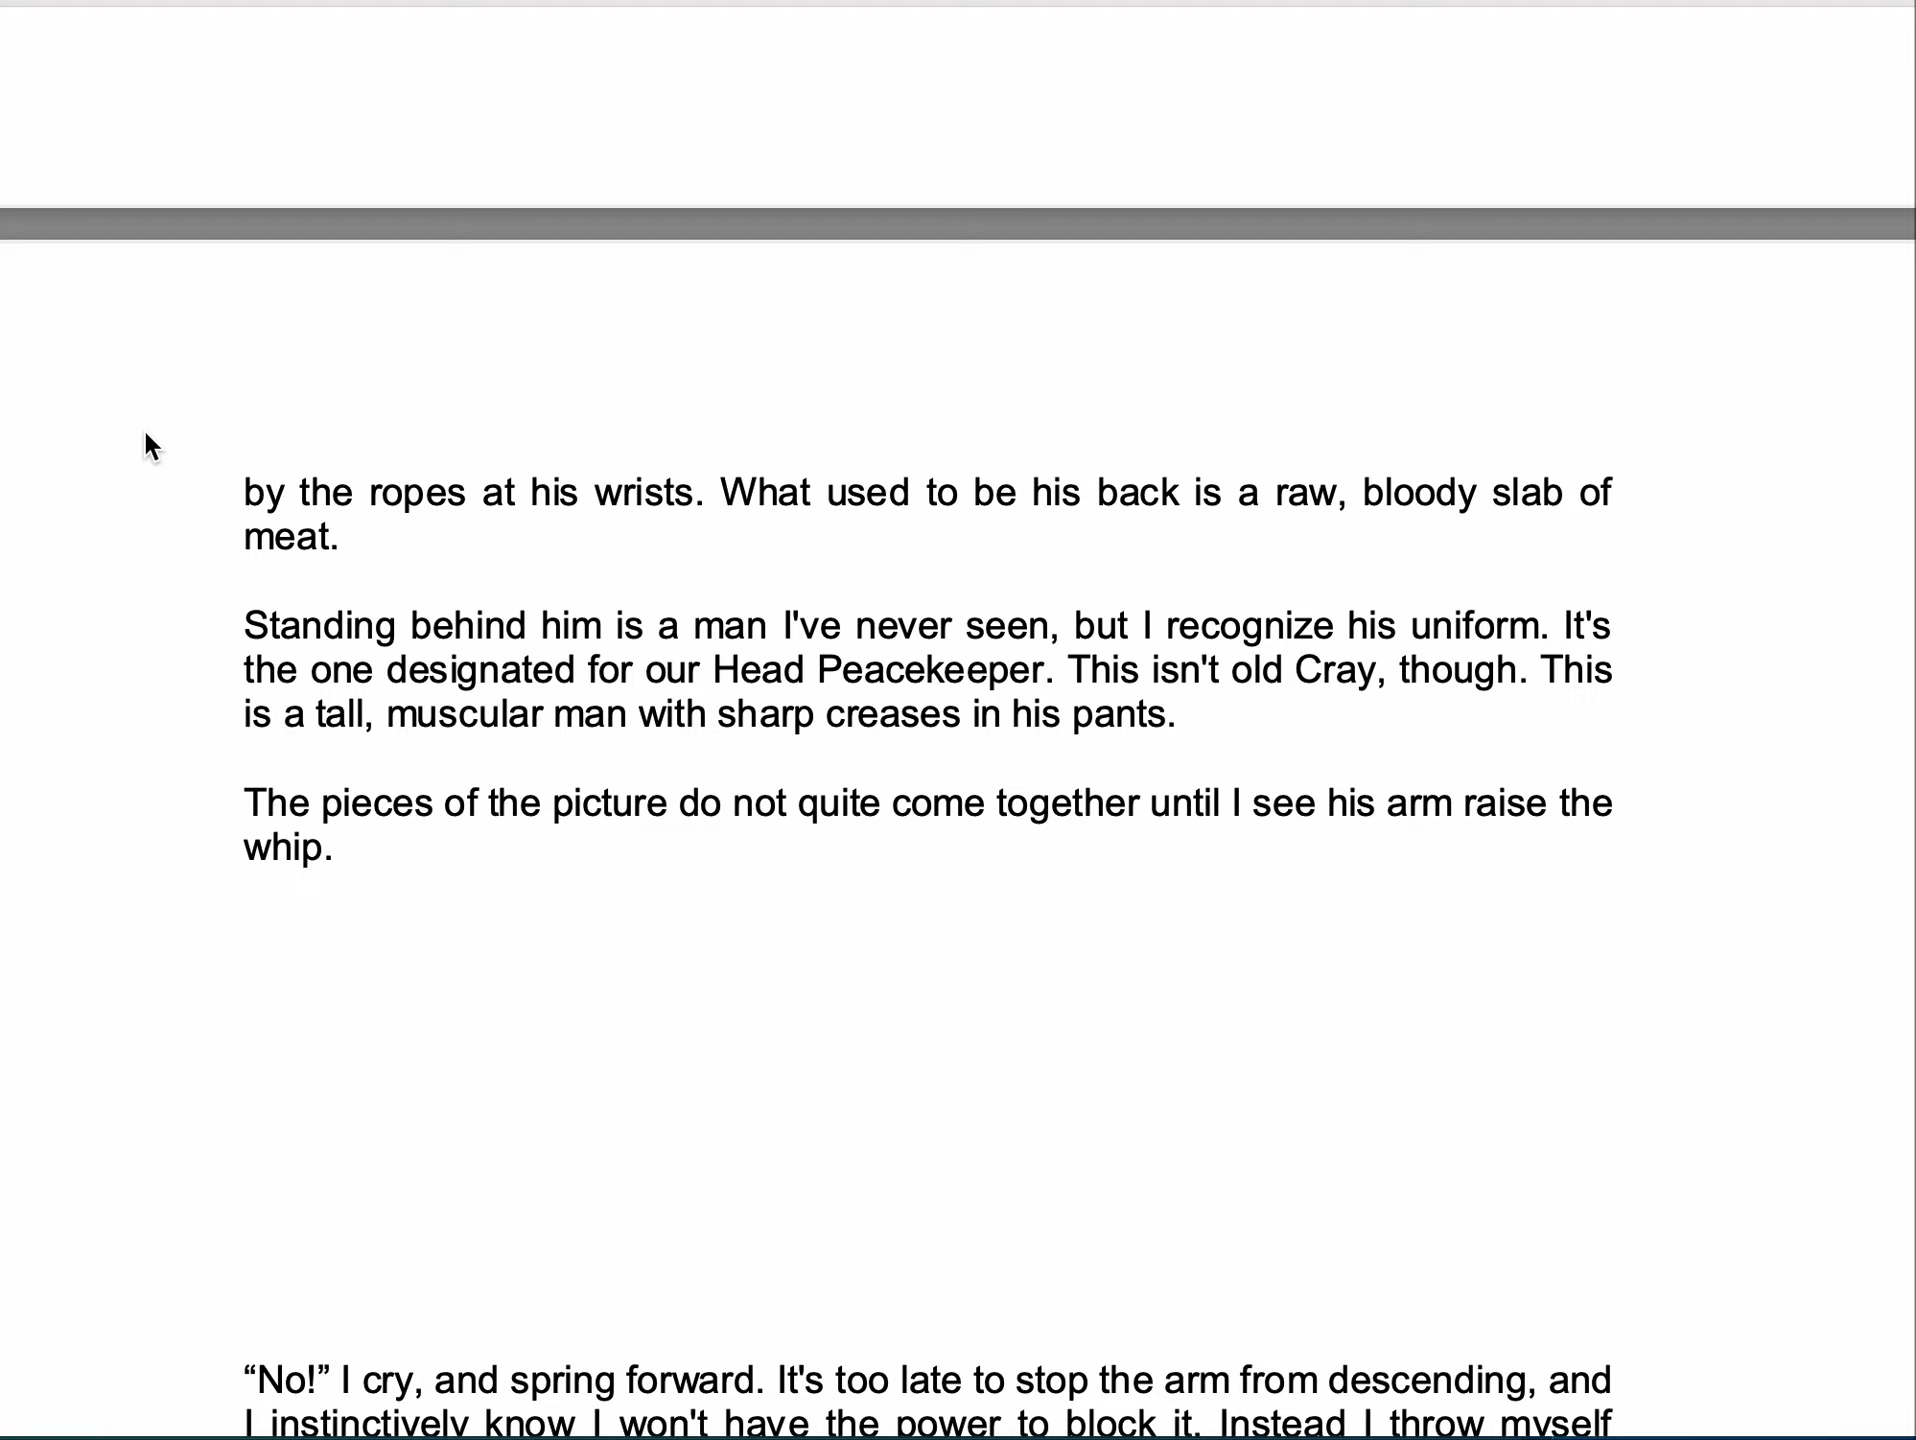 by the ropes at his wrists. What used to be his back is a raw, bloody slab of
meat.
Standing behind him is a man I've never seen, but I recognize his uniform. It's
the one designated for our Head Peacekeeper. This isn't old Cray, though. This
is a tall, muscular man with sharp creases in his pants.
The pieces of the picture do not quite come together until I see his arm raise the
whip.
“No!” I cry, and spring forward. It's too late to stop the arm from descending, and
I instinctively know I won't have the power to block it. Instead I throw myself